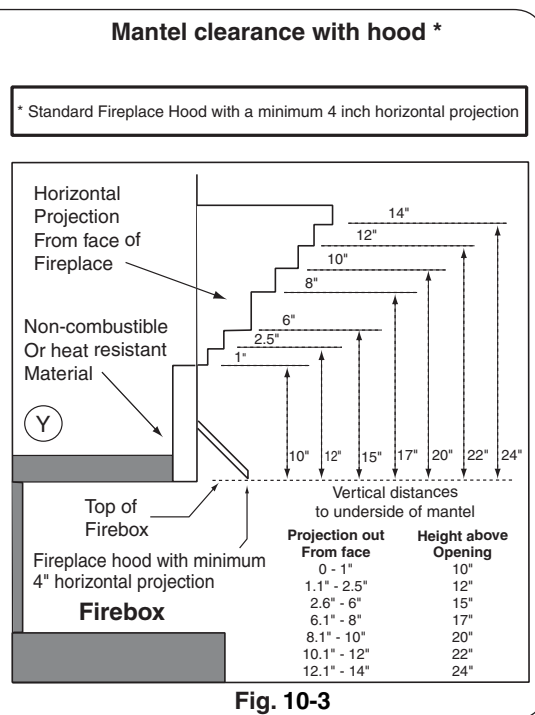 Mantel clearance with hood *
* Standard Fireplace Hood with a minimum 4 inch horizontal projection
Horizontal
Projection
From face of
Fireplace
14"
12"
10"
8"
6"
2.5"
1"
Non-combustible
Or heat resistant
Material
Y
10"
12"
15"
17"
20"
22"
24"
Top of
Firebox
Vertical distances
to underside of mantel
Fireplace hood with minimum
4" horizontal projection
Firebox
Projection out Height above
From face Opening
0 - 1" 10"
1.1" - 2.5" 12"
2.6" - 6" 15"
6.1" - 8" 17"
8.1" - 10" 20"
10.1" - 12" 22"
12.1" - 14" 24"
Fig. 10-3